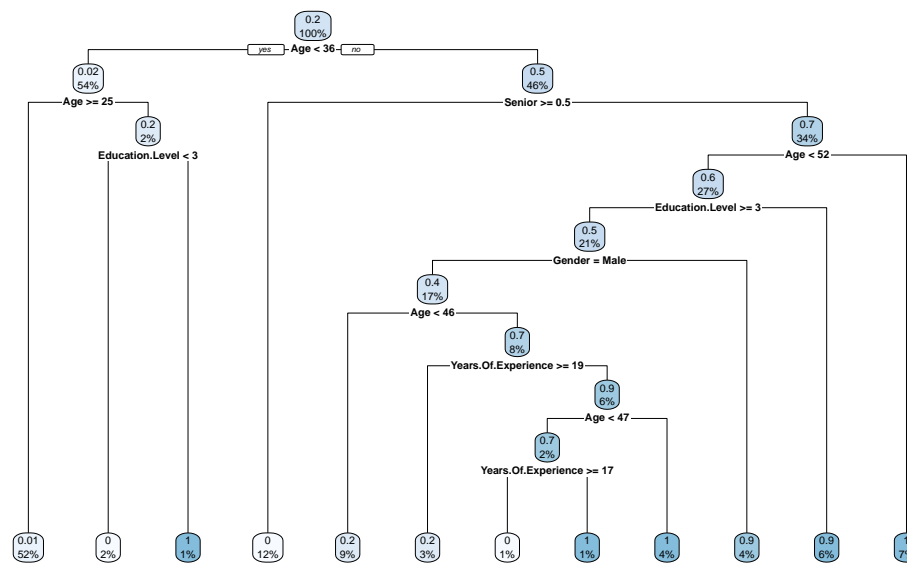 0.2
100%
yes Age < 36 no
0.02
54%
0.5
46%
Age >= 25
Senior >= 0.5
0.2
2%
0.7
34%
Education.Level < 3
Age < 52
0.6
27%
Education.Level >= 3
0.5
21%
Gender = Male
0.4
17%
Age < 46
0.7
8%
Years.Of.Experience >= 19
0.9
6%
Age < 47
0.7
2%
Years.Of.Experience >= 17
0.01 0 1 0 0.2 0.2 0 1 1 0.9 0.9
52% 2% 1% 12% 9% 3% 1% 1% 4% 4% 6%